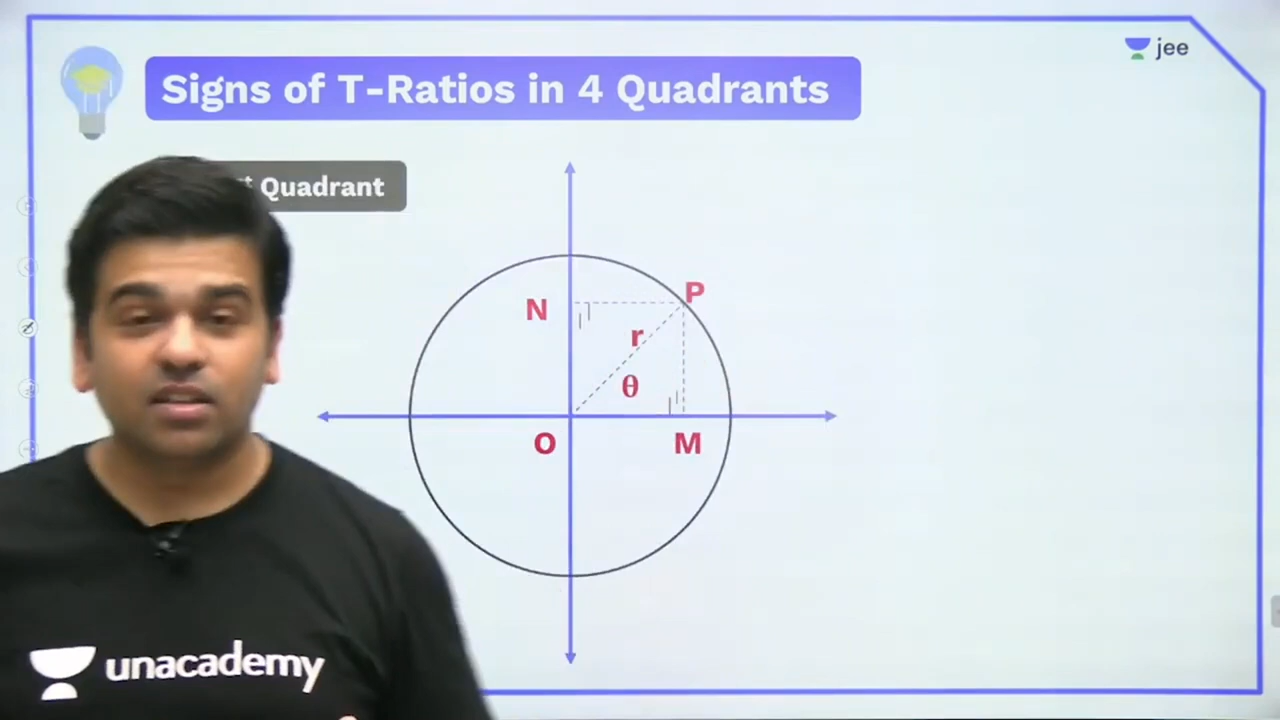 jee
Signs of T-Ratios in 4 Quadrants
Quadrant
N
P
r
θ
O
M
unacademy